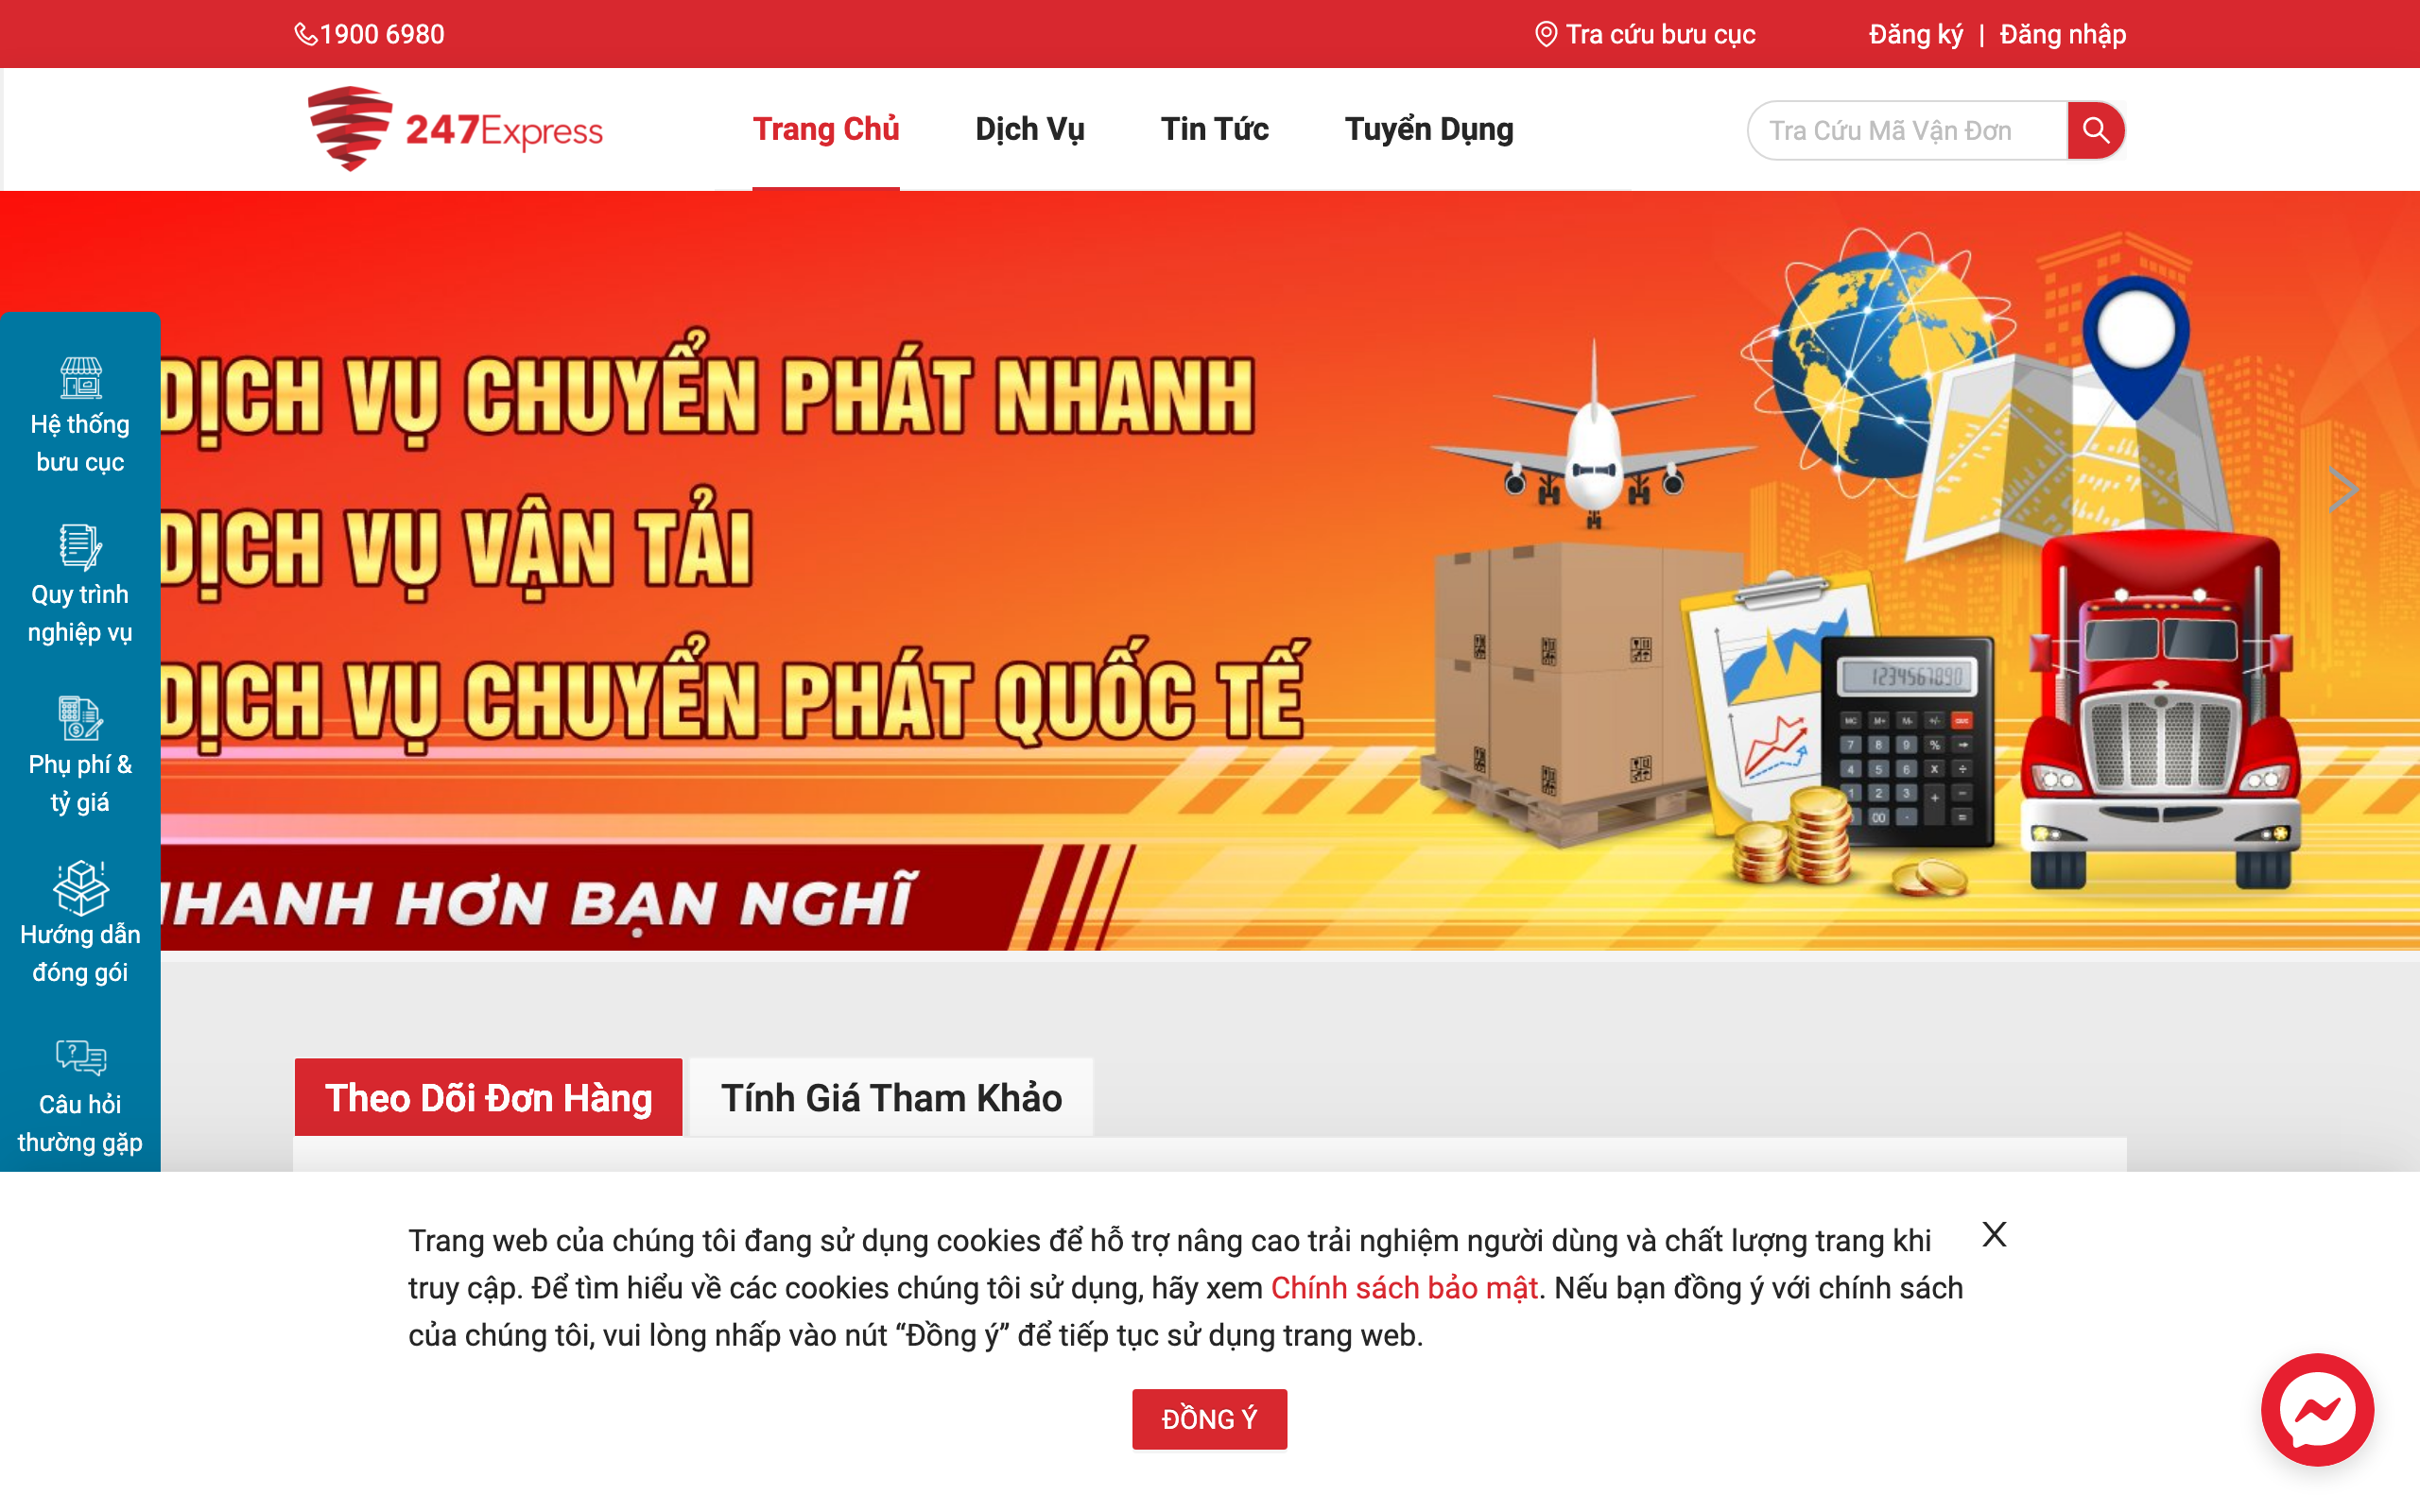 1900 6980
Tra cứu bưu cục
Đăng ký | Đăng nhập
247Express
Trang Chủ
Dịch Vụ
Tin Tức
Tuyển Dụng
Tra Cứu Mã Vận Đơn
DỊCH VỤ CHUYỂN PHÁT NHANH
DỊCH VỤ VẬN TẢI
DỊCH VỤ CHUYỂN PHÁT QUỐC TẾ
HƠN BẠN NGHĨ
1234567890
Hệ thống
bưu cục
Quy trình
nghiệp vụ
Phụ phí &
tỷ giá
Hướng dẫn
đóng gói
Câu hỏi
thường gặp
Theo Dõi Đơn Hàng
Tính Giá Tham Khảo
Trang web của chúng tôi đang sử dụng cookies để hỗ trợ nâng cao trải nghiệm người dùng và chất lượng trang khi
truy cập. Để tìm hiểu về các cookies chúng tôi sử dụng, hãy xem Chính sách bảo mật. Nếu bạn đồng ý với chính sách
của chúng tôi, vui lòng nhấp vào nút “Đồng ý” để tiếp tục sử dụng trang web.
ĐỒNG Ý